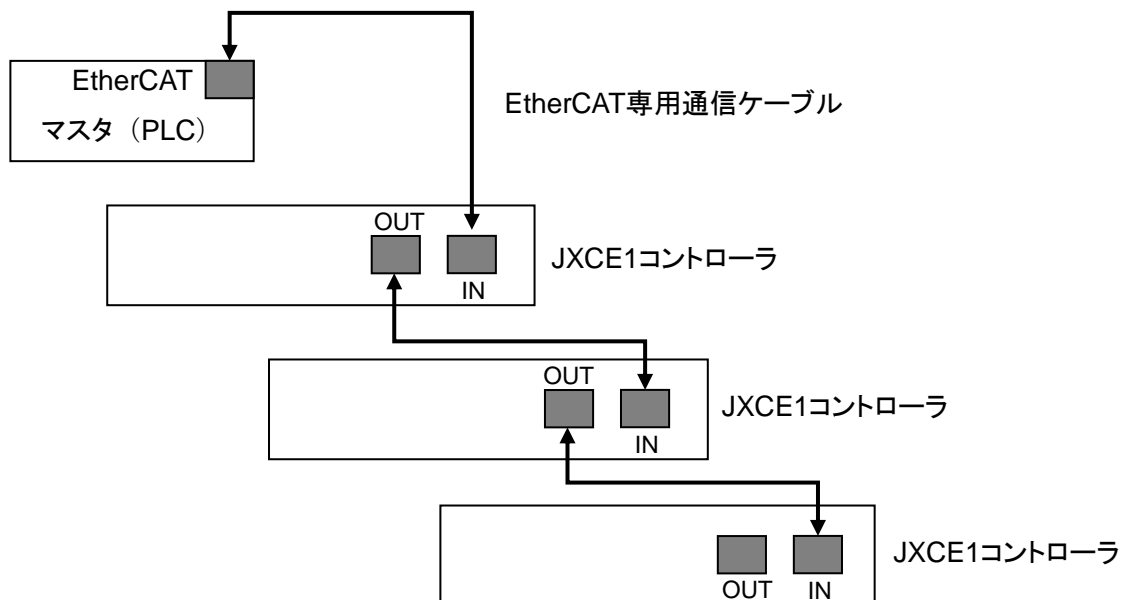 EtherCAT
マスタ（PLC）
EtherCAT専用通信ケーブル
OUT
IN
JXCE1コントローラ
OUT
IN
JXCE1コントローラ
OUT
IN
JXCE1コントローラ